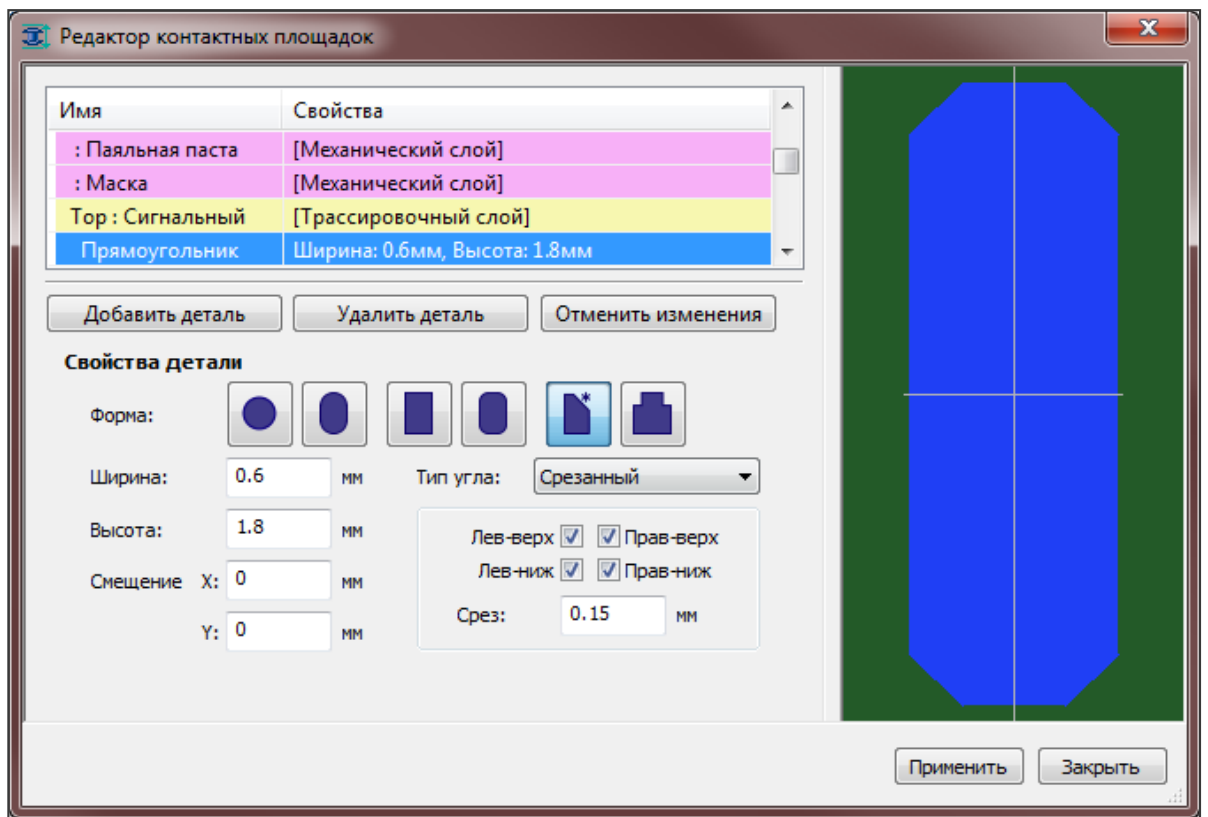 Редактор контактных площадок
Имя Свойства
: Паяльная паста [Механический слой]
: Маска [Механический слой]
Top : Сигнальный [Трассировочный слой]
Прямоугольник Ширина: 0.6мм, Высота: 1.8мм
Добавить деталь Удалить деталь Отменить изменения
Свойства детали
Форма:
Ширина: 0.6 мм Тип угла: Срезанный
Высота: 1.8 мм Лев-верх Прав-верх
Лев-ниж Прав-ниж
Смещение X: 0 мм
Срез: 0.15 мм
Y: 0 мм
Применить Закрыть